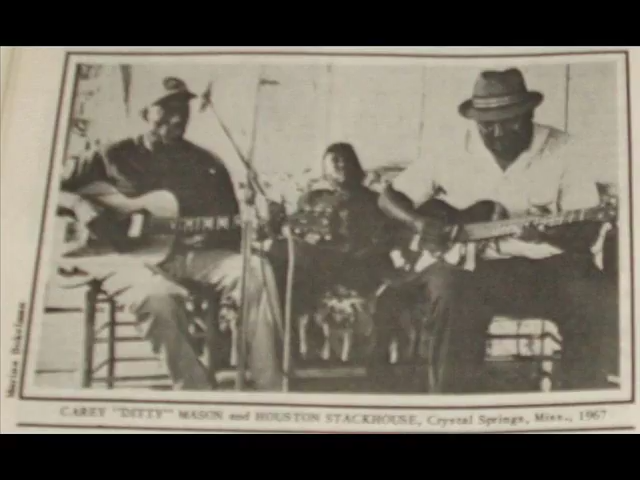 CAREY "DITTY" MASON and HOUSTON STACKHOUSE, Crystal Springs, Miss., 1967